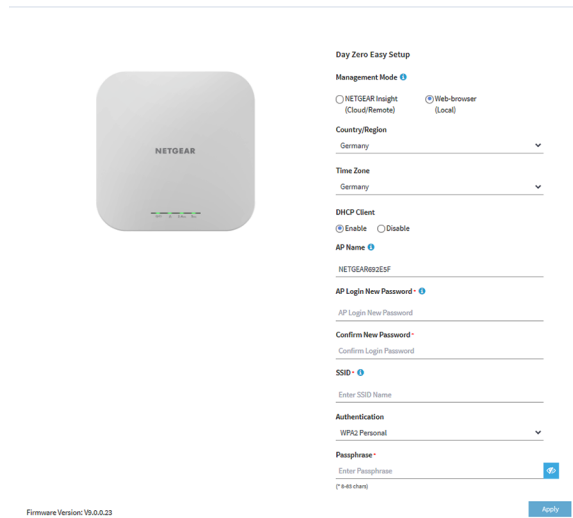 Day Zero Easy Setup
Management Mode
NETGEAR Insight
(Cloud/Remote)
Web-browser
(Local)
Country/Region
Germany
NETGEAR
Time Zone
Germany
DHCP Client
Enable
Disable
AP Name
NETGEAR692E5F
AP Login New Password *
AP Login New Password
Confirm New Password *
Confirm Login Password
SSID *
Enter SSID Name
Authentication
WPA2 Personal
Passphrase *
Enter Passphrase
(* 8-63 chars)
Apply
Firmware Version: V9.0.0.23